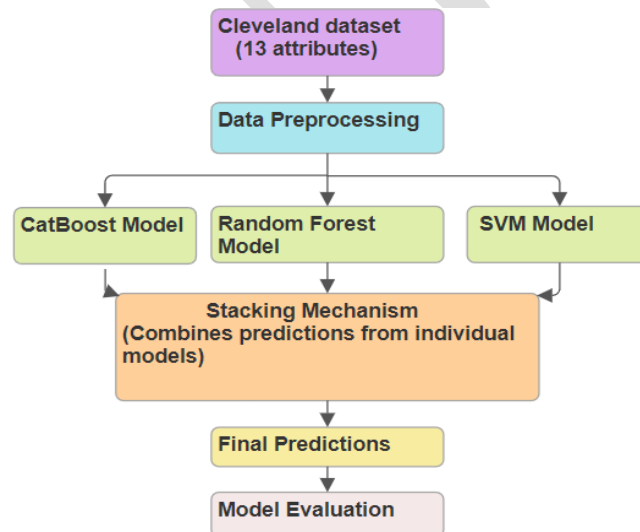 Cleveland dataset
(13 attributes)
Data Preprocessing
CatBoost Model
Random Forest
Model
SVM Model
Stacking Mechanism
(Combines predictions from individual
models)
Final Predictions
Model Evaluation